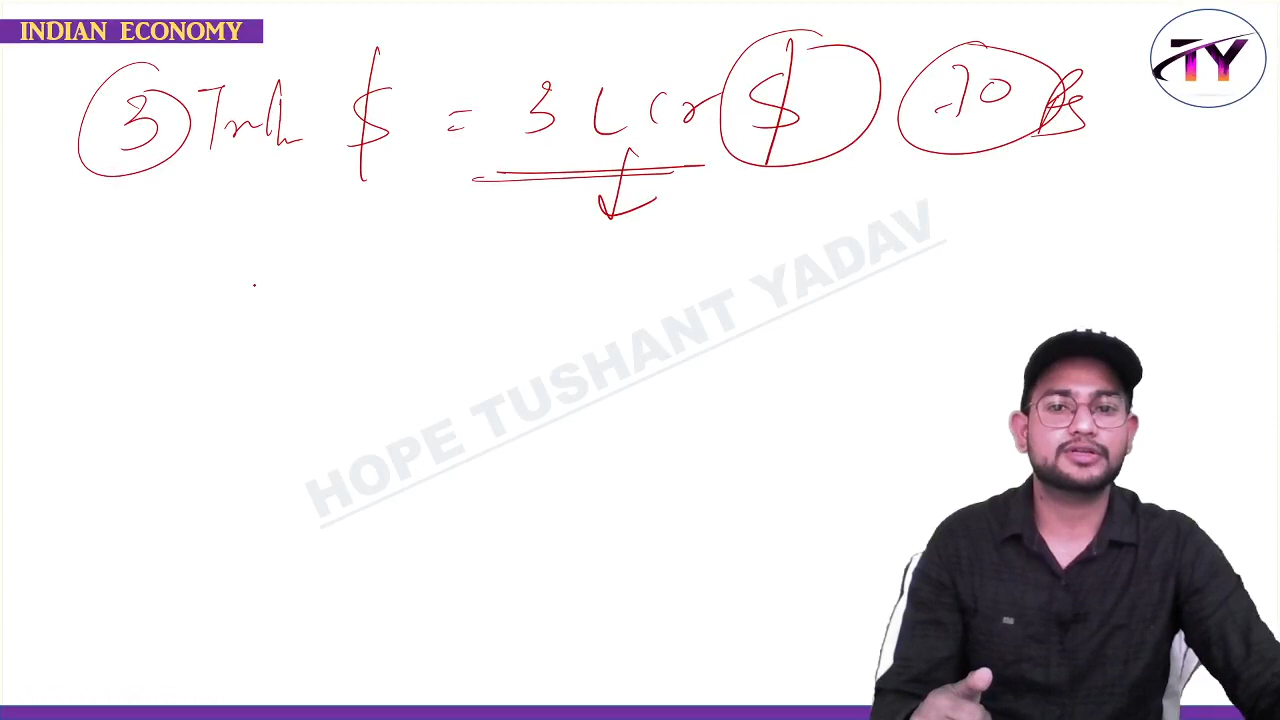 INDIAN ECONOMY
TY
3 Trilli $ = 3 L Cr $ 70 Rs
HOPE TUSHANT YADAV